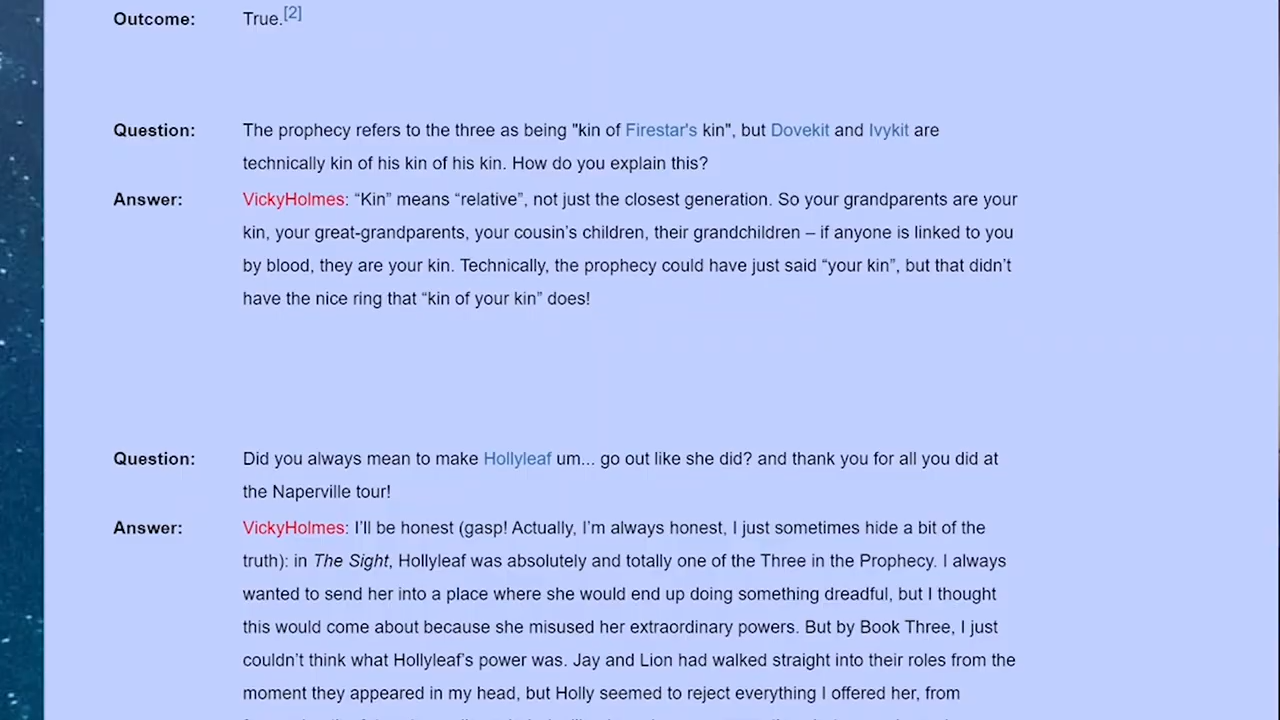 Outcome: True.[2]
Question: The prophecy refers to the three as being "kin of Firestar's kin", but Dovekit and Ivykit are
technically kin of his kin of his kin. How do you explain this?
Answer: VickyHolmes: “Kin” means “relative”, not just the closest generation. So your grandparents are your
kin, your great-grandparents, your cousin’s children, their grandchildren – if anyone is linked to you
by blood, they are your kin. Technically, the prophecy could have just said “your kin”, but that didn’t
have the nice ring that “kin of your kin” does!
Question: Did you always mean to make Hollyleaf um... go out like she did? and thank you for all you did at
the Naperville tour!
Answer: VickyHolmes: I’ll be honest (gasp! Actually, I’m always honest, I just sometimes hide a bit of the
truth): in The Sight, Hollyleaf was absolutely and totally one of the Three in the Prophecy. I always
wanted to send her into a place where she would end up doing something dreadful, but I thought
this would come about because she misused her extraordinary powers. But by Book Three, I just
couldn’t think what Hollyleaf’s power was. Jay and Lion had walked straight into their roles from the
moment they appeared in my head, but Holly seemed to reject everything I offered her, from